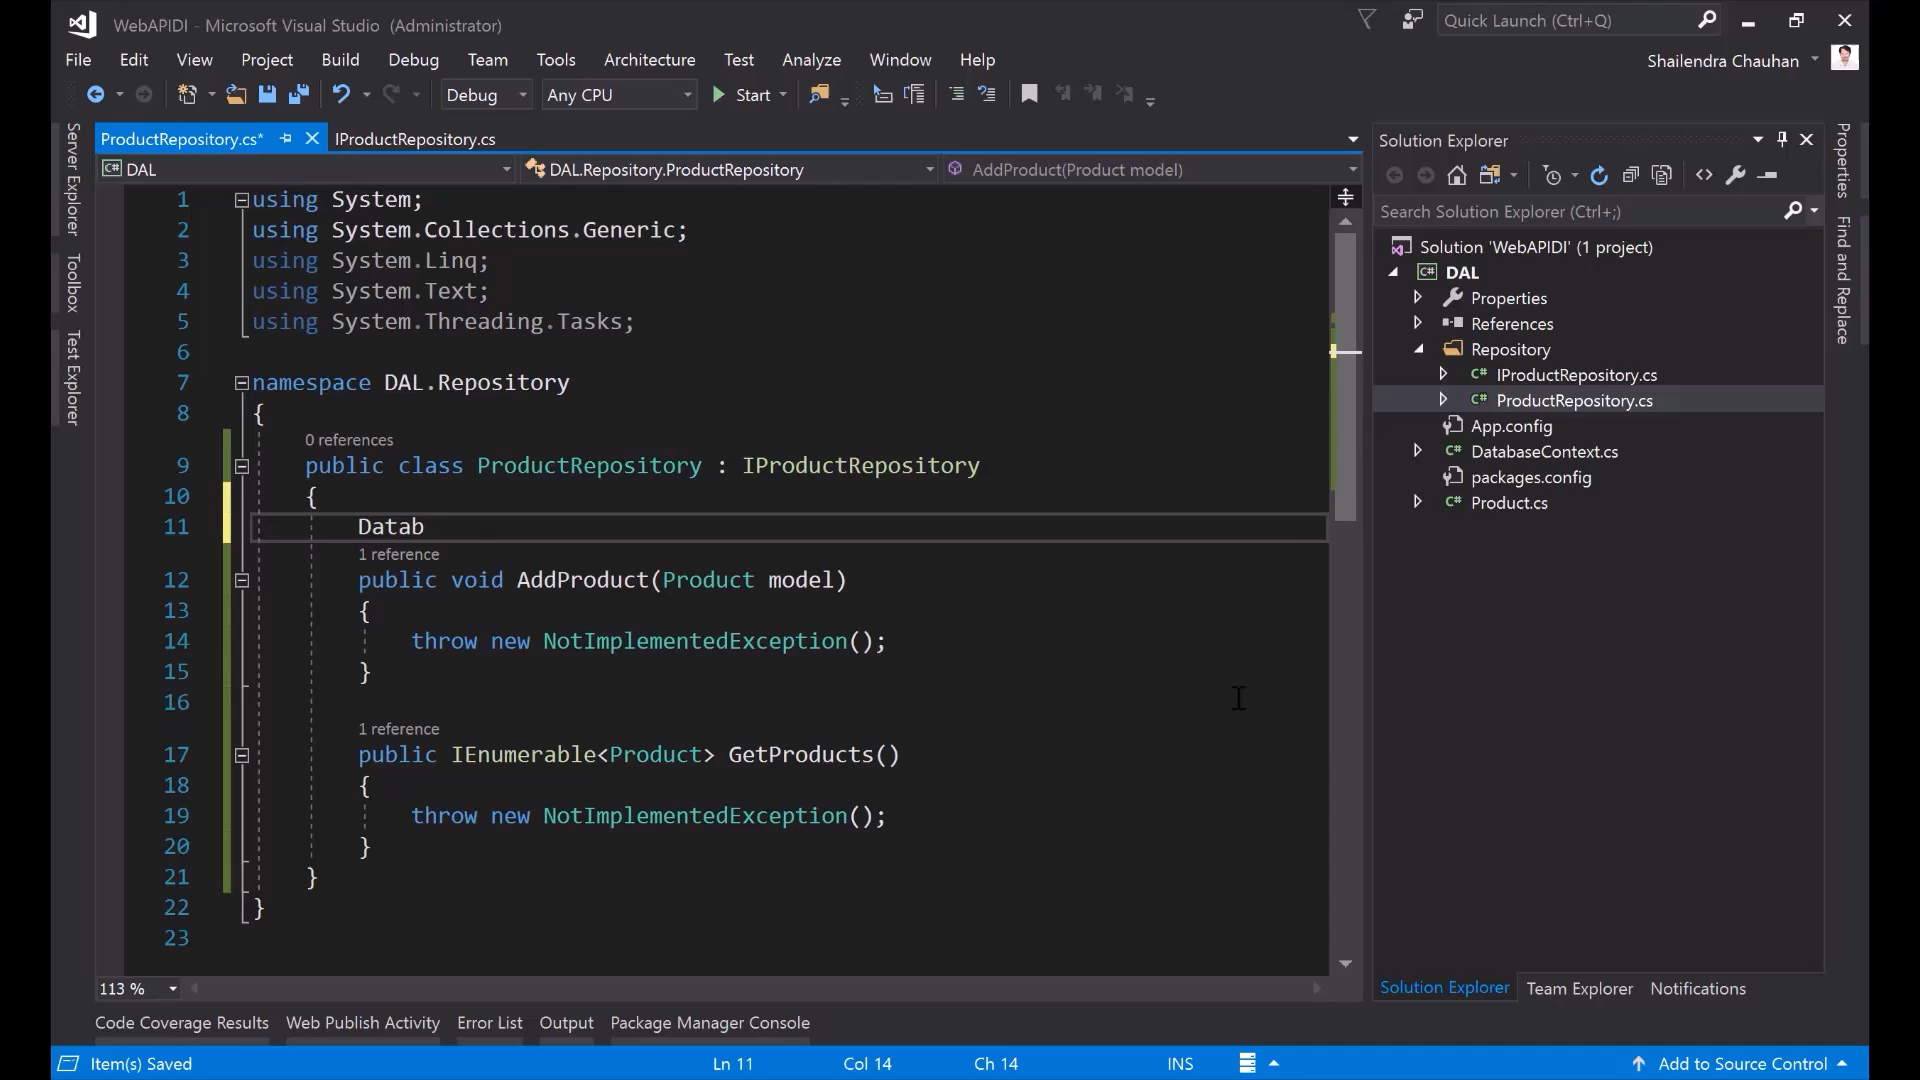 WebAPIDI - Microsoft Visual Studio (Administrator)
Quick Launch (Ctrl+Q)
File Edit View Project Build Debug Team Tools Architecture Test Analyze Window Help
Shailendra Chauhan
Debug Any CPU Start
Server Explorer
Toolbox
Test Explorer
ProductRepository.cs* IProductRepository.cs
DAL DAL.Repository.ProductRepository AddProduct(Product model)
1 using System;
2 using System.Collections.Generic;
3 using System.Linq;
4 using System.Text;
5 using System.Threading.Tasks;
6
7 namespace DAL.Repository
8 {
0 references
9 public class ProductRepository : IProductRepository
10 {
11 Datab
1 reference
12 public void AddProduct(Product model)
13 {
14 throw new NotImplementedException();
15 }
16
1 reference
17 public IEnumerable<Product> GetProducts()
18 {
19 throw new NotImplementedException();
20 }
21 }
22 }
23
113 %
Solution Explorer
Search Solution Explorer (Ctrl+;)
Solution 'WebAPIDI' (1 project)
C# DAL
Properties
References
Repository
C# IProductRepository.cs
C# ProductRepository.cs
App.config
C# DatabaseContext.cs
packages.config
C# Product.cs
Solution Explorer Team Explorer Notifications
Properties
Find and Replace
Code Coverage Results Web Publish Activity Error List Output Package Manager Console
Item(s) Saved Ln 11 Col 14 Ch 14 INS Add to Source Control